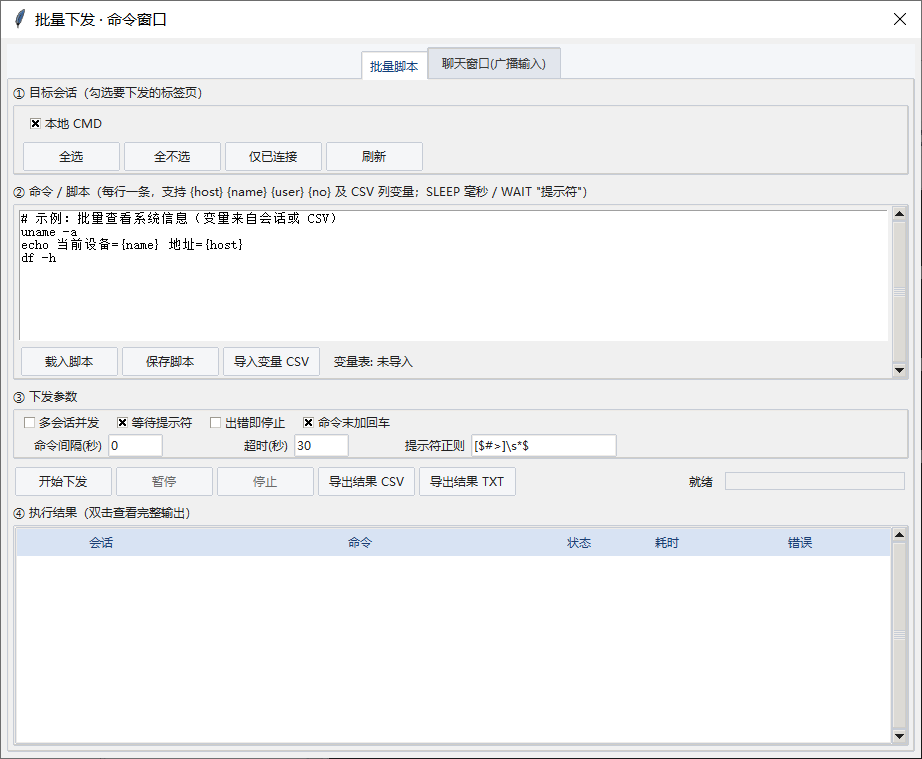 批量下发 · 命令窗口
批量脚本 聊天窗口(广播输入)
① 目标会话（勾选要下发的标签页）
本地 CMD
全选 全不选 仅已连接 刷新
② 命令 / 脚本（每行一条，支持 {host} {name} {user} {no} 及 CSV 列变量；SLEEP 毫秒 / WAIT "提示符"）
# 示例: 批量查看系统信息（变量来自会话或 CSV）
uname -a
echo 当前设备={name} 地址={host}
df -h
载入脚本 保存脚本 导入变量 CSV 变量表: 未导入
③ 下发参数
多会话并发 等待提示符 出错即停止 命令末加回车
命令间隔(秒) 0 超时(秒) 30 提示符正则 [$#>]\s*$
开始下发 暂停 停止 导出结果 CSV 导出结果 TXT 就绪
④ 执行结果（双击查看完整输出）
会话 命令 状态 耗时 错误